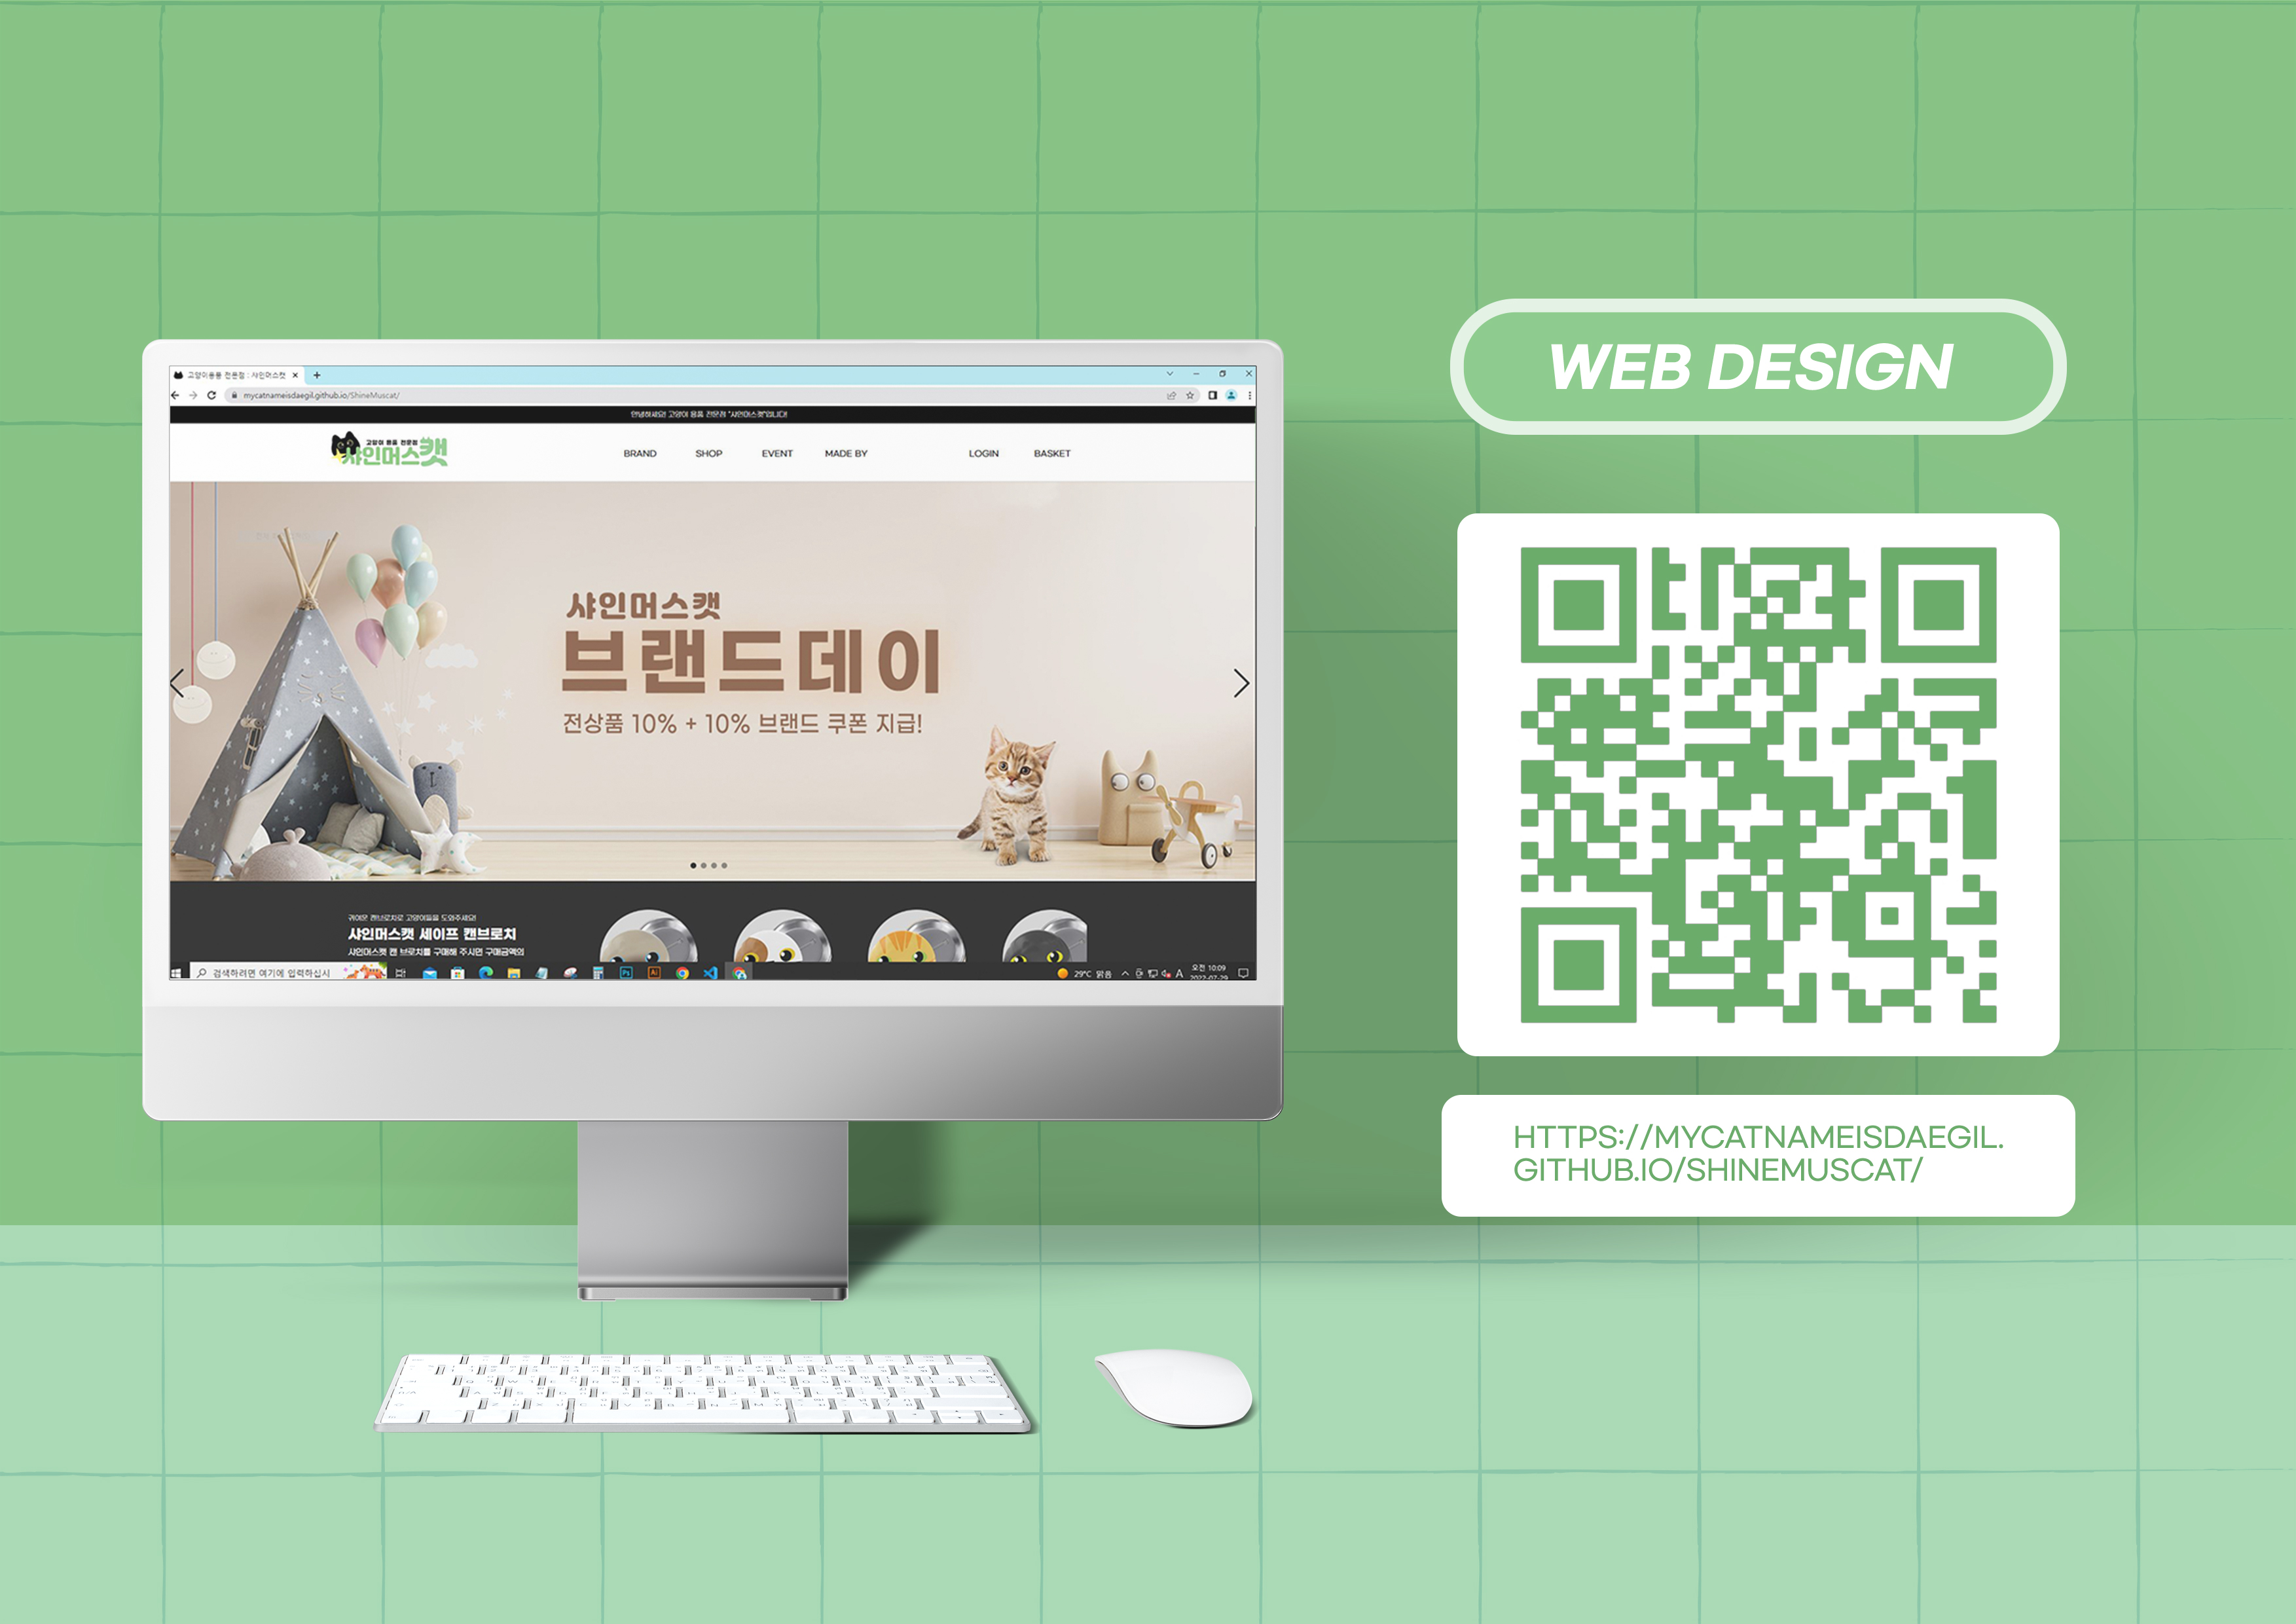 고양이용품 전문점 : 샤인머스캣
mycatnameisdaegil.github.io/ShineMuscat/
안녕하세요! 고양이 용품 전문점 "샤인머스캣"입니다!
고양이 용품 전문점
샤인머스캣
BRAND SHOP EVENT MADE BY LOGIN BASKET
샤인머스캣
브랜드데이
전상품 10% + 10% 브랜드 쿠폰 지급!
귀여운 캔브로치로 고양이들을 도와주세요!
샤인머스캣 세이프 캔브로치
샤인머스캣 캔 브로치를 구매해 주시면 구매금액의
검색하려면 여기에 입력하십시
Ps
Ai
29°C 맑음
A
오전 10:09
2022-07-29
WEB DESIGN
HTTPS://MYCATNAMEISDAEGIL.
GITHUB.IO/SHINEMUSCAT/